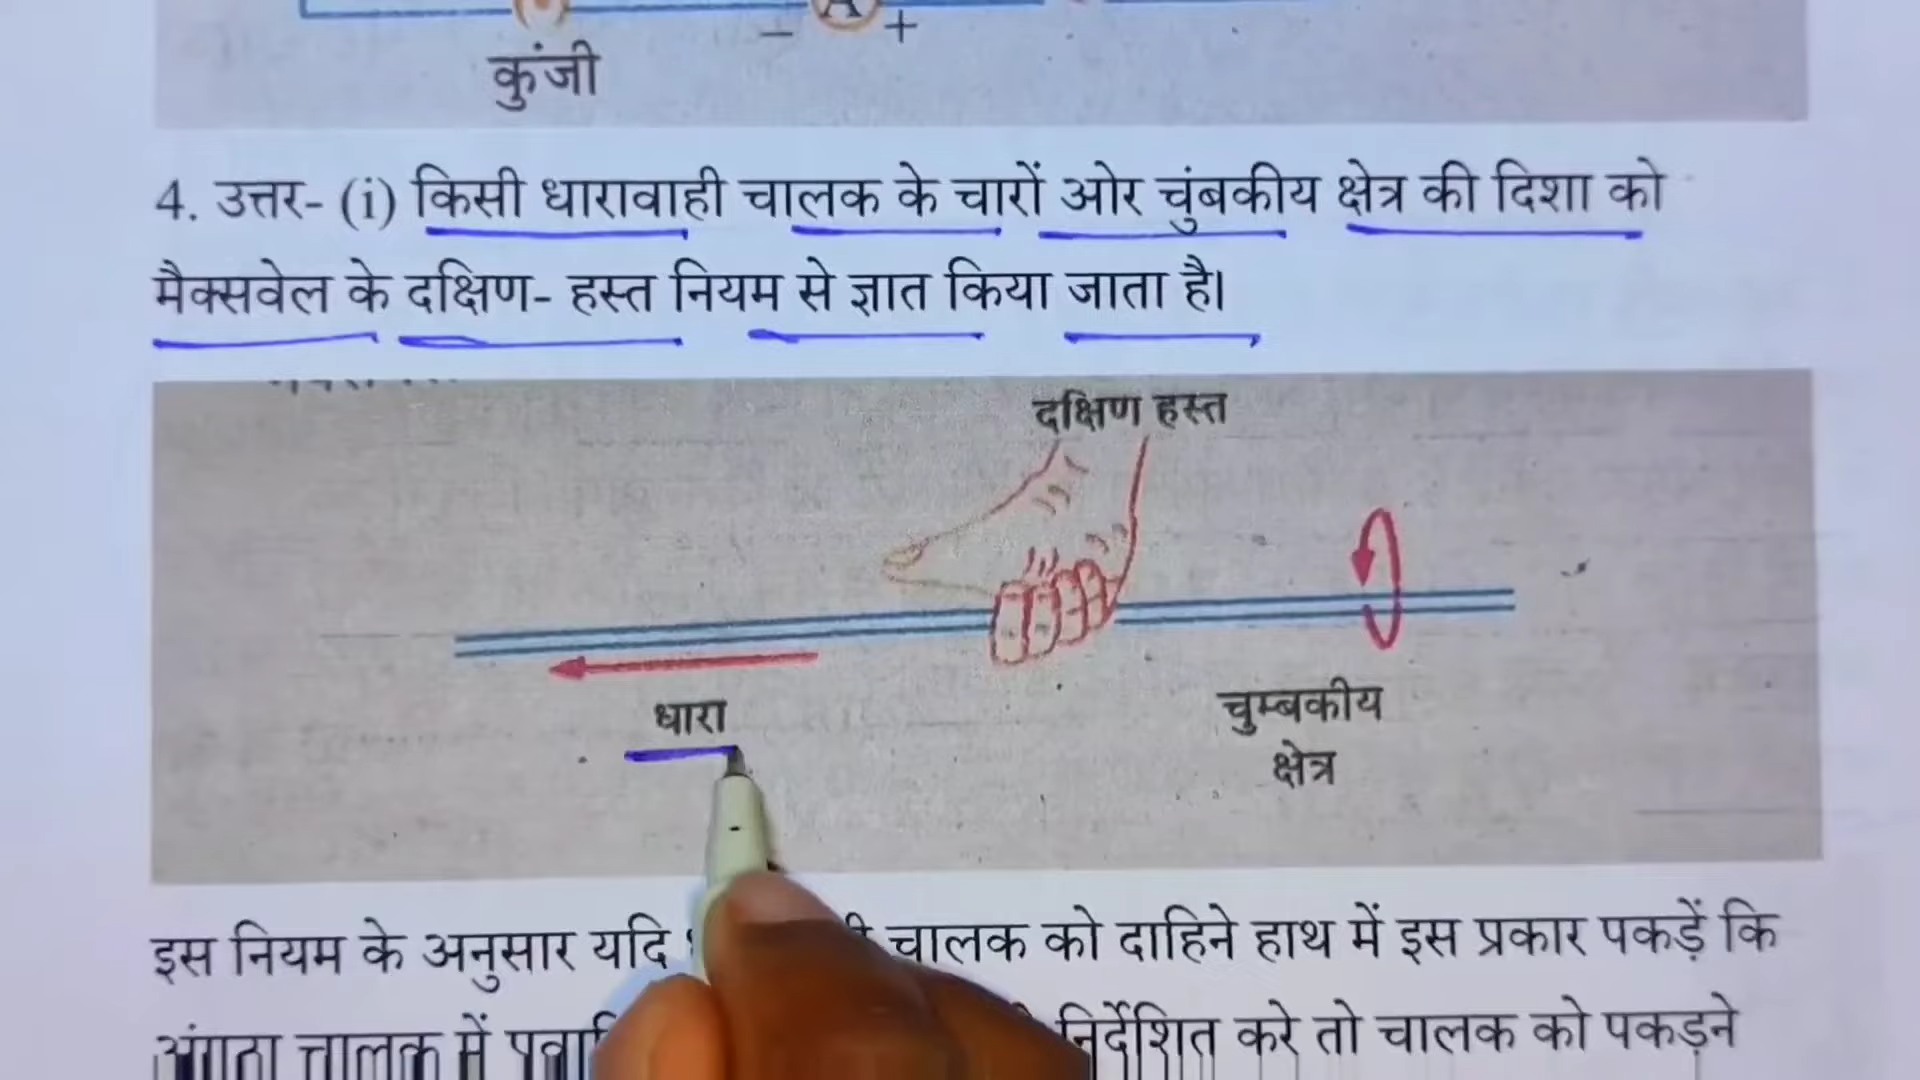 A
− +
कुंजी
4. उत्तर- (i) किसी धारावाही चालक के चारों ओर चुंबकीय क्षेत्र की दिशा को
मैक्सवेल के दक्षिण- हस्त नियम से ज्ञात किया जाता है।
दक्षिण हस्त
धारा
चुम्बकीय
क्षेत्र
इस नियम के अनुसार यदि चालक को दाहिने हाथ में इस प्रकार पकड़ें कि
चालक में निर्देशित करे तो चालक को पकड़ने